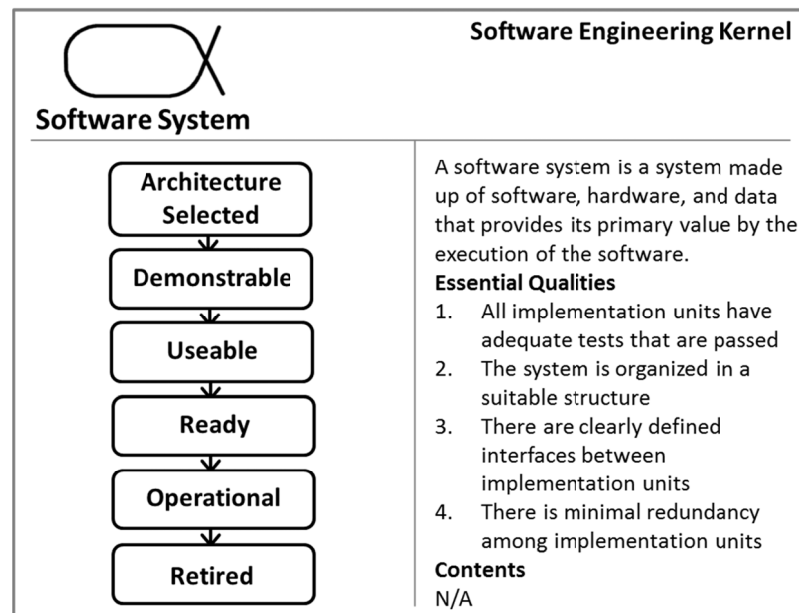 Software Engineering Kernel
Software System
Architecture
Selected
Demonstrable
Useable
Ready
Operational
Retired
A software system is a system made
up of software, hardware, and data
that provides its primary value by the
execution of the software.
Essential Qualities
1. All implementation units have
adequate tests that are passed
2. The system is organized in a
suitable structure
3. There are clearly defined
interfaces between
implementation units
4. There is minimal redundancy
among implementation units
Contents
N/A